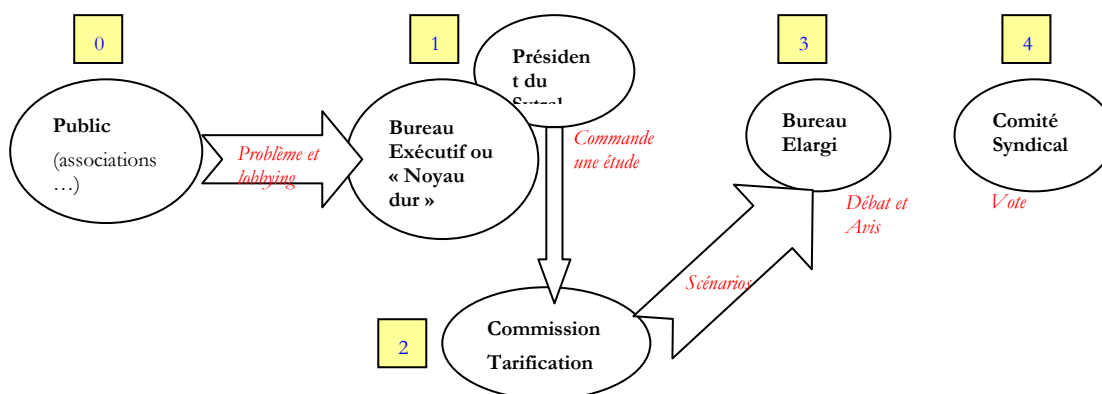 0
1
3
4
Présiden
t du
Public
(associations
…)
Problème et
lobbying
Bureau
Exécutif ou
« Noyau
dur »
Commande
une étude
Bureau
Elargi
Comité
Syndical
Débat et
Avis
Vote
Scénarios
2
Commission
Tarification